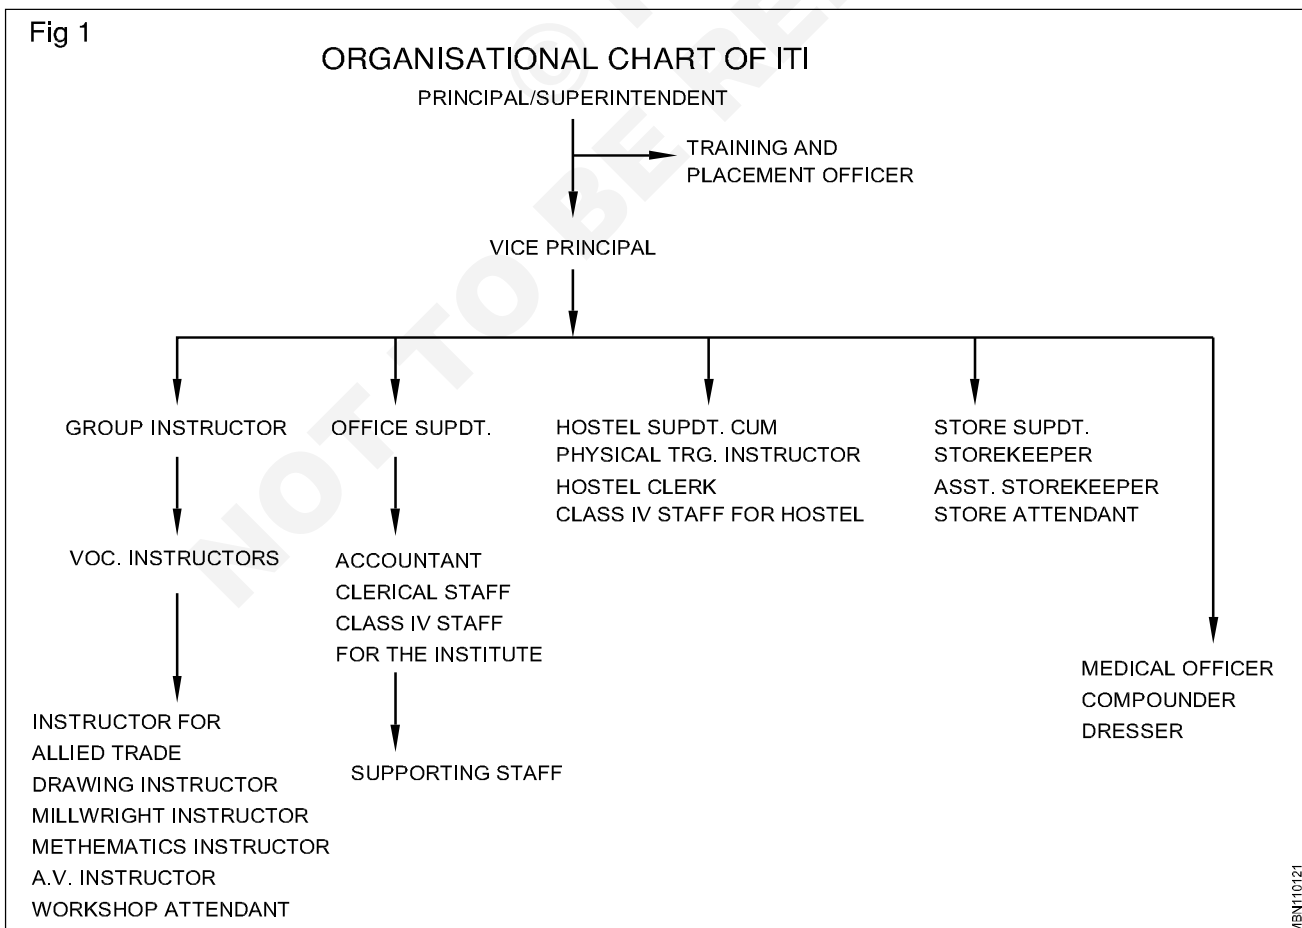 Fig 1
ORGANISATIONAL CHART OF ITI
PRINCIPAL/SUPERINTENDENT
TRAINING AND
PLACEMENT OFFICER
VICE PRINCIPAL
GROUP INSTRUCTOR
VOC. INSTRUCTORS
INSTRUCTOR FOR
ALLIED TRADE
DRAWING INSTRUCTOR
MILLWRIGHT INSTRUCTOR
METHEMATICS INSTRUCTOR
A.V. INSTRUCTOR
WORKSHOP ATTENDANT
OFFICE SUPDT.
ACCOUNTANT
CLERICAL STAFF
CLASS IV STAFF
FOR THE INSTITUTE
SUPPORTING STAFF
HOSTEL SUPDT. CUM
PHYSICAL TRG. INSTRUCTOR
HOSTEL CLERK
CLASS IV STAFF FOR HOSTEL
STORE SUPDT.
STOREKEEPER
ASST. STOREKEEPER
STORE ATTENDANT
MEDICAL OFFICER
COMPOUNDER
DRESSER
NOT TO BE